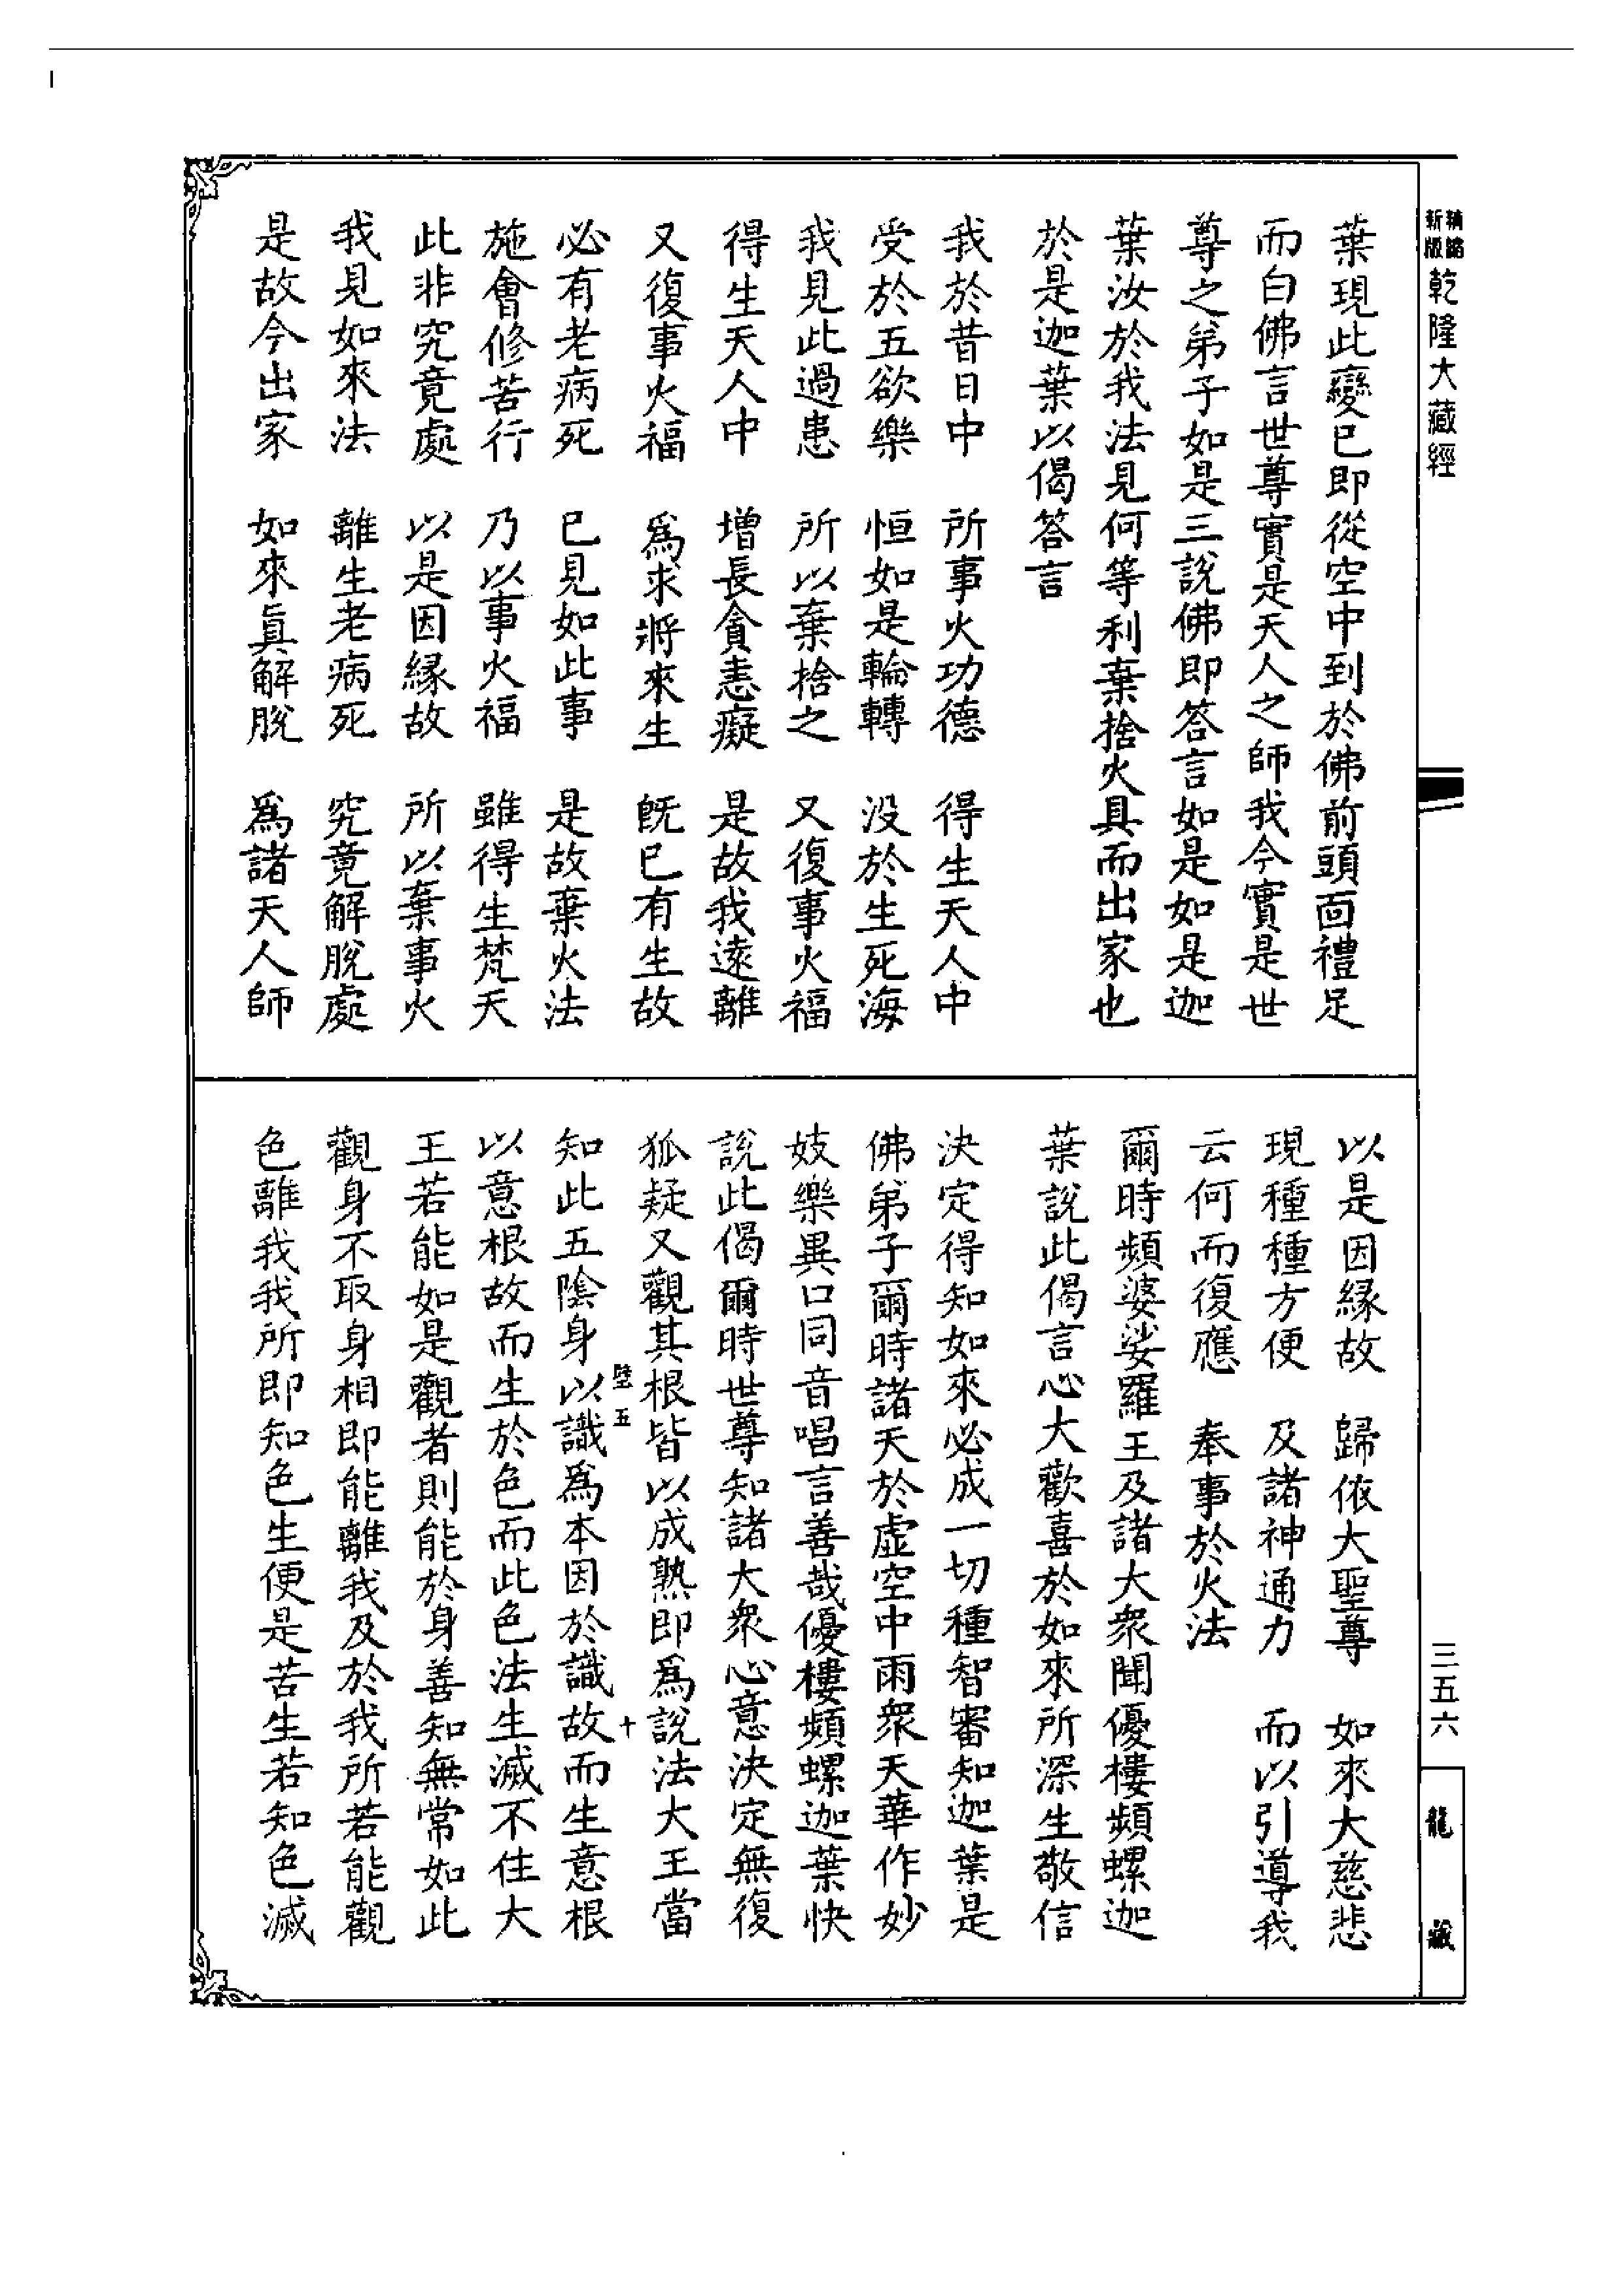 精縮新版乾隆大藏經
葉現此變已即從空中到於佛前頭面禮足
而白佛言世尊實是天人之師我今實是世
尊之弟子如是三說佛即答言如是如是迦
葉汝於我法見何等利棄捨火具而出家也
於是迦葉以偈答言
我於昔日中　所事火功德　得生天人中
受於五欲樂　恒如是輪轉　没於生死海
我見此過患　所以棄捨之　又復事火福
得生天人中　增長貪恚癡　是故我遠離
又復事火福　爲求將來生　旣已有生故
必有老病死　已見如此事　是故棄火法
施會修苦行　乃以事火福　雖得生梵天
此非究竟處　以是因縁故　所以棄事火
我見如來法　離生老病死　究竟解脫處
是故今出家　如來眞解脫　爲諸天人師
以是因縁故　歸依大聖尊　如來大慈悲
現種種方便　及諸神通力　而以引導我
云何而復應　奉事於火法
爾時頻婆娑羅王及諸大衆聞優樓頻螺迦
葉說此偈言心大歡喜於如來所深生敬信
決定得知如來必成一切種智審知迦葉是
佛弟子爾時諸天於虛空中雨衆天華作妙
妓樂異口同音唱言善哉優樓頻螺迦葉快
說此偈爾時世尊知諸大衆心意決定無復
狐疑又觀其根皆以成熟即爲說法大王當
壁五　十
知此五陰身以識爲本因於識故而生意根
以意根故而生於色而此色法生滅不住大
王若能如是觀者則能於身善知無常如此
觀身不取身相即能離我及於我所若能觀
色離我我所即知色生便是苦生若知色滅
三五六
龍藏